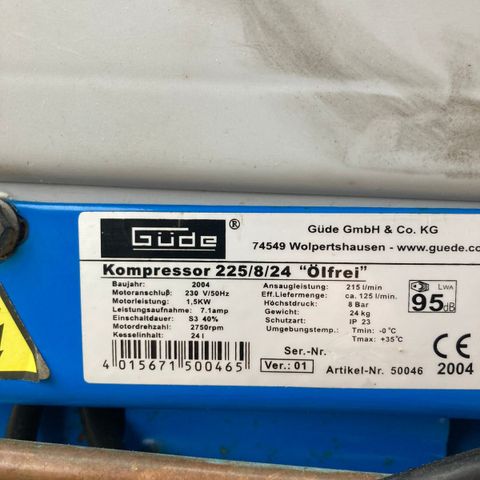 Güde®
Güde GmbH & Co. KG
74549 Wolpertshausen - www.guede.co
Kompressor 225/8/24 "Ölfrei"
Baujahr: 2004
Motoranschluß: 230 V/50Hz
Motorleistung: 1,5KW
Leistungsaufnahme: 7.1amp
Einschaltdauer: S3 40%
Motordrehzahl: 2750rpm
Kesselinhalt: 24 l
Ansaugleistung: 215 l/min
Eff.Liefermenge: ca. 125 l/min.
Höchstdruck: 8 Bar
Gewicht: 24 kg
Schutzart: IP 23
Umgebungstemp.: Tmin: -0°C
Tmax: +35°C
LWA
95dB
4 015671 500465
Ser.-Nr.
Ver.: 01
Artikel-Nr. 50046
CE
2004